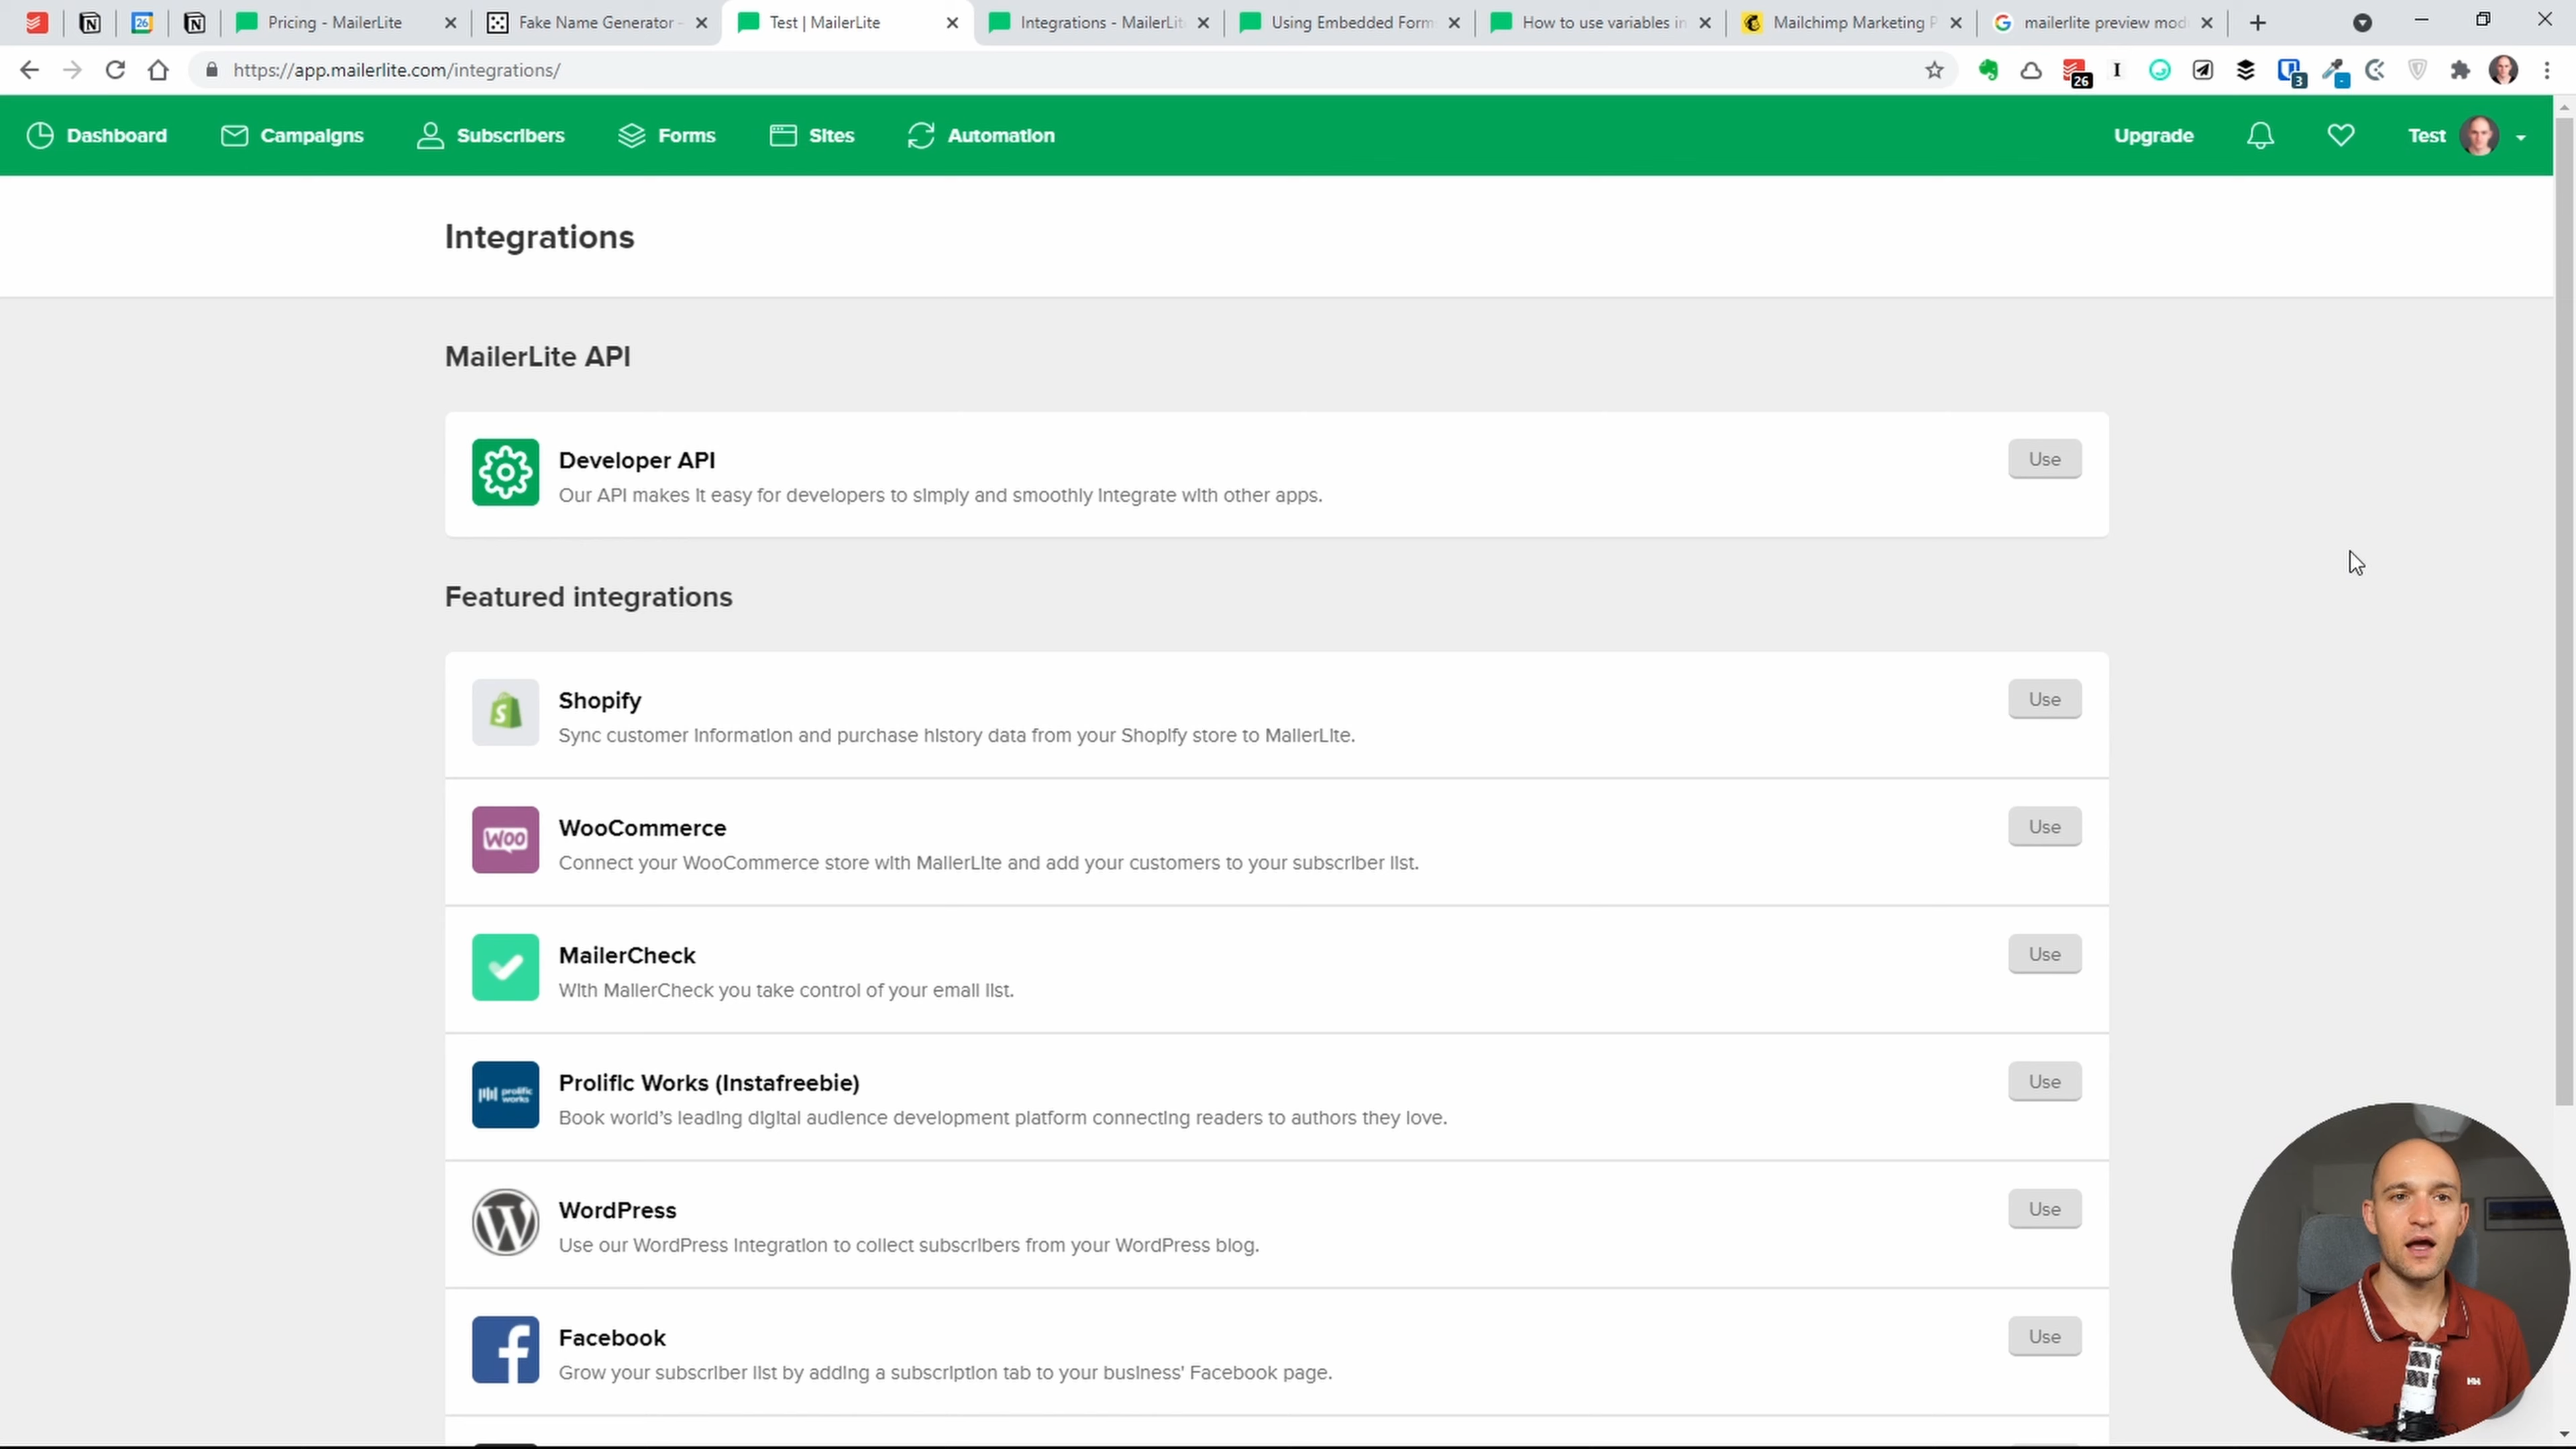 Pricing - MailerLite
Fake Name Generator -
Test | MailerLite
Integrations - MailerLit
Using Embedded Form
How to use variables in
Mailchimp Marketing P
mailerlite preview mod
https://app.mailerlite.com/integrations/
26
3
Dashboard
Campaigns
Subscribers
Forms
Sites
Automation
Upgrade
Test
Integrations
MailerLite API
Developer API
Use
Our API makes it easy for developers to simply and smoothly integrate with other apps.
Featured integrations
Shopify
Use
Sync customer information and purchase history data from your Shopify store to MailerLite.
Woo
WooCommerce
Use
Connect your WooCommerce store with MailerLite and add your customers to your subscriber list.
MailerCheck
Use
With MailerCheck you take control of your email list.
prolific
works
Prolific Works (Instafreebie)
Use
Book world's leading digital audience development platform connecting readers to authors they love.
WordPress
Use
Use our WordPress integration to collect subscribers from your WordPress blog.
Facebook
Use
Grow your subscriber list by adding a subscription tab to your business' Facebook page.
HH